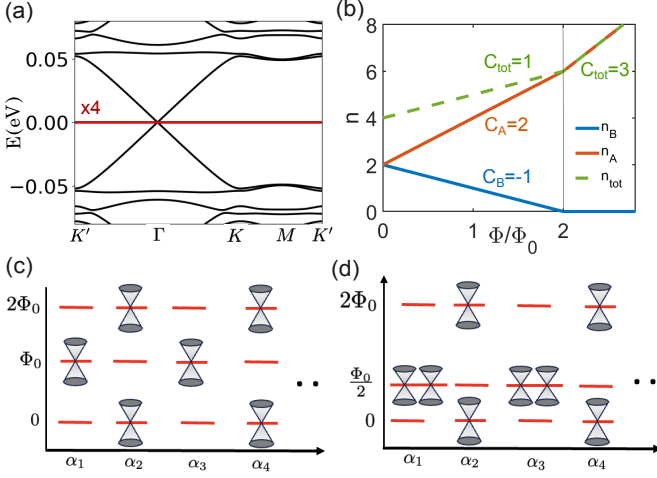 (a)
E(eV)
0.05
0.00
−0.05
x4
K′ Γ K M K′
(b)
n
8
6
4
2
0
C_tot=1
C_tot=3
C_A=2
C_B=-1
n_B
n_A
n_tot
0 1 2
Φ/Φ_0
(c)
2Φ_0
Φ_0
0
α_1 α_2 α_3 α_4
(d)
2Φ_0
Φ_0/2
0
α_1 α_2 α_3 α_4